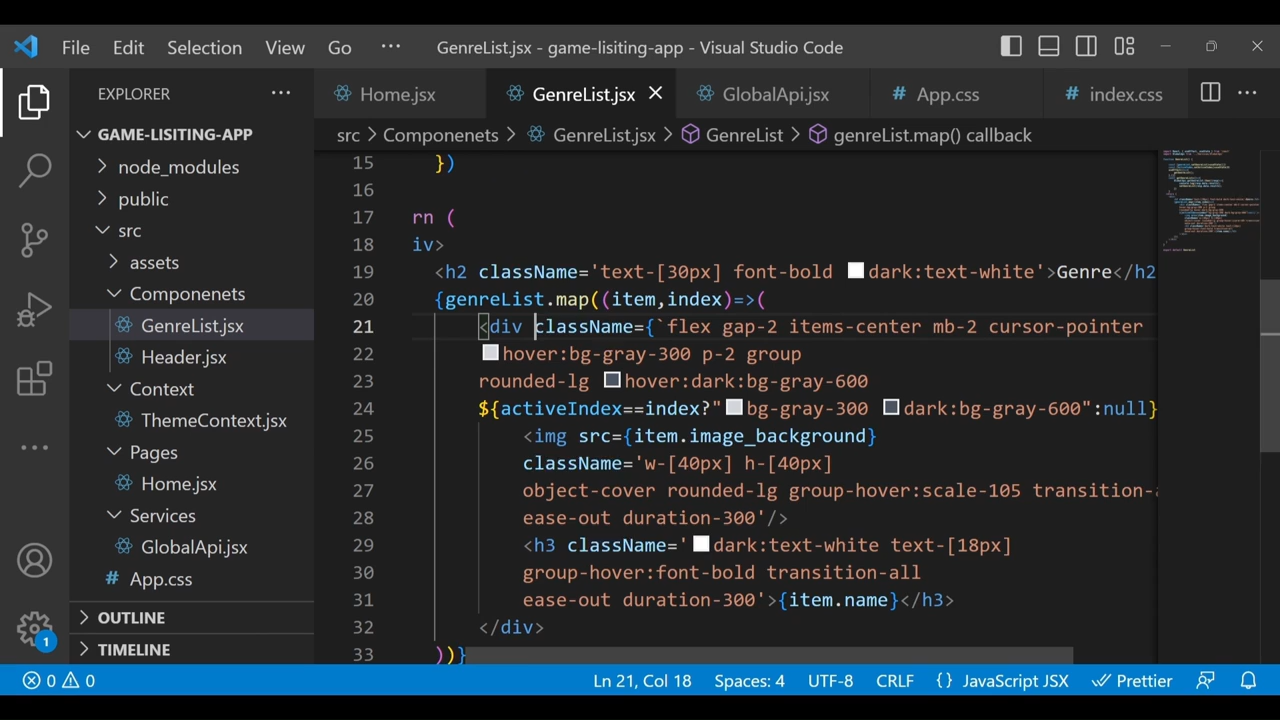 File Edit Selection View Go ··· GenreList.jsx - game-lisiting-app - Visual Studio Code
EXPLORER ···
Home.jsx GenreList.jsx GlobalApi.jsx # App.css # index.css ···
GAME-LISITING-APP
node_modules
public
src
assets
Componenets
GenreList.jsx
Header.jsx
Context
ThemeContext.jsx
Pages
Home.jsx
Services
GlobalApi.jsx
# App.css
OUTLINE
TIMELINE
1
src > Componenets > GenreList.jsx > GenreList > genreList.map() callback
15 })
16
17 rn (
18 iv>
19 <h2 className='text-[30px] font-bold dark:text-white'>Genre</h2
20 {genreList.map((item,index)=>(
21 <div className={`flex gap-2 items-center mb-2 cursor-pointer
22 hover:bg-gray-300 p-2 group
23 rounded-lg hover:dark:bg-gray-600
24 ${activeIndex==index?"bg-gray-300 dark:bg-gray-600":null}
25 <img src={item.image_background}
26 className='w-[40px] h-[40px]
27 object-cover rounded-lg group-hover:scale-105 transition-a
28 ease-out duration-300'/>
29 <h3 className='dark:text-white text-[18px]
30 group-hover:font-bold transition-all
31 ease-out duration-300'>{item.name}</h3>
32 </div>
33 ))}
0 0 Ln 21, Col 18 Spaces: 4 UTF-8 CRLF {} JavaScript JSX Prettier